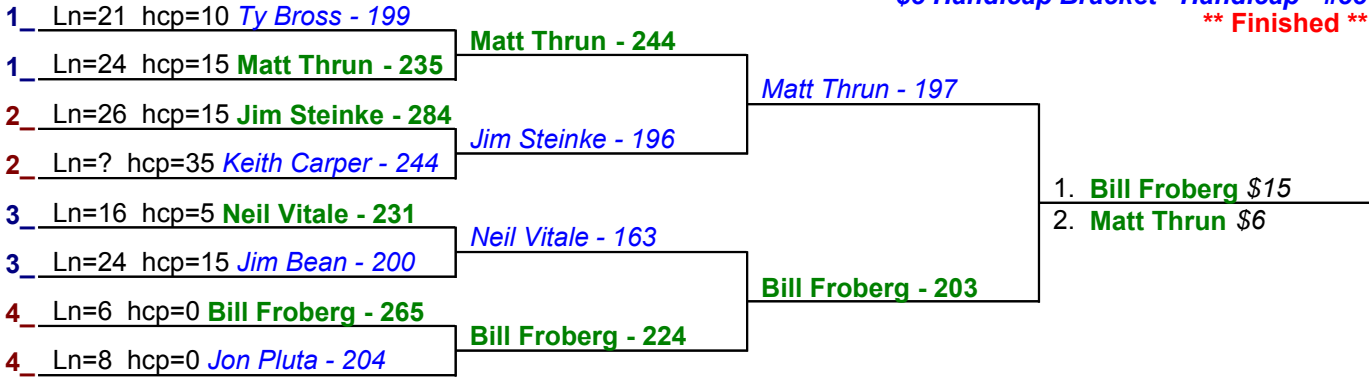 ** Finished **
1_ Ln=21 hcp=10 Ty Bross - 199
1_ Ln=24 hcp=15 Matt Thrun - 235
2_ Ln=26 hcp=15 Jim Steinke - 284
2_ Ln=? hcp=35 Keith Carper - 244
3_ Ln=16 hcp=5 Neil Vitale - 231
3_ Ln=24 hcp=15 Jim Bean - 200
4_ Ln=6 hcp=0 Bill Froberg - 265
4_ Ln=8 hcp=0 Jon Pluta - 204
Matt Thrun - 244
Jim Steinke - 196
Neil Vitale - 163
Bill Froberg - 224
Matt Thrun - 197
Bill Froberg - 203
1. Bill Froberg $15
2. Matt Thrun $6